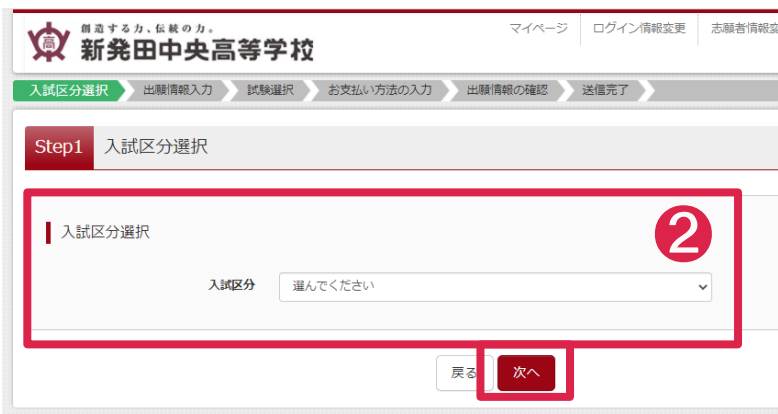 創造する力、伝統の力。
高
新発田中央高等学校
マイページ ログイン情報変更 志願者情報変
入試区分選択 出願情報入力 試験選択 お支払い方法の入力 出願情報の確認 送信完了
Step1 入試区分選択
入試区分選択
2
入試区分 選んでください
戻る 次へ